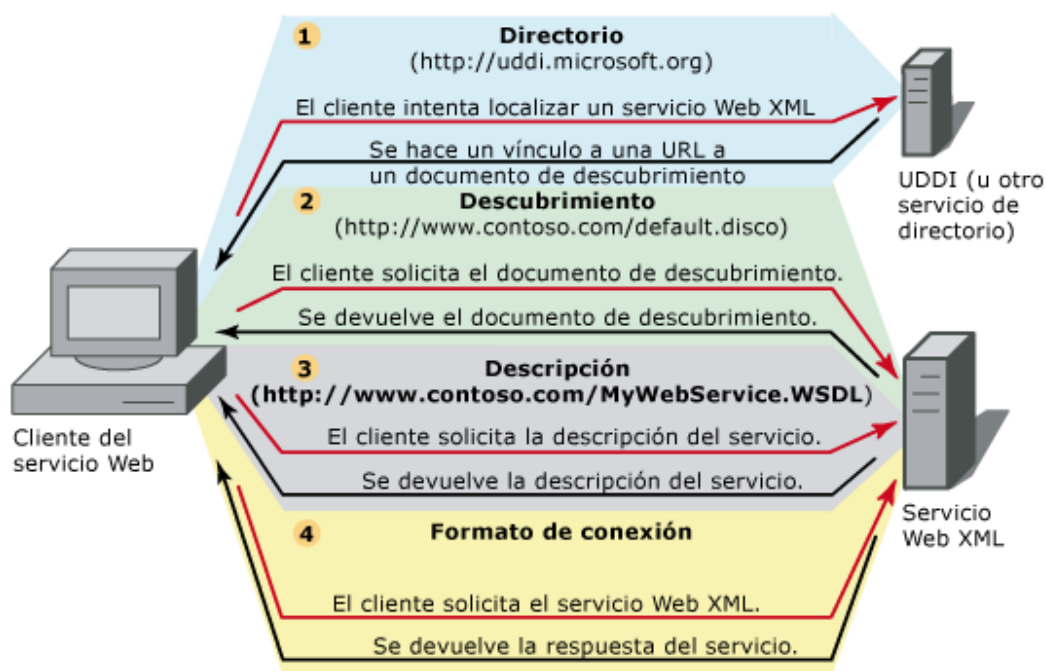 1
Directorio
(http://uddi.microsoft.org)
El cliente intenta localizar un servicio Web XML
Se hace un vínculo a una URL a
un documento de descubrimiento
UDDI (u otro
servicio de
directorio)
2
Descubrimiento
(http://www.contoso.com/default.disco)
El cliente solicita el documento de descubrimiento.
Se devuelve el documento de descubrimiento.
3
Descripción
(http://www.contoso.com/MyWebService.WSDL)
El cliente solicita la descripción del servicio.
Se devuelve la descripción del servicio.
Cliente del
servicio Web
Servicio
Web XML
4
Formato de conexión
El cliente solicita el servicio Web XML.
Se devuelve la respuesta del servicio.